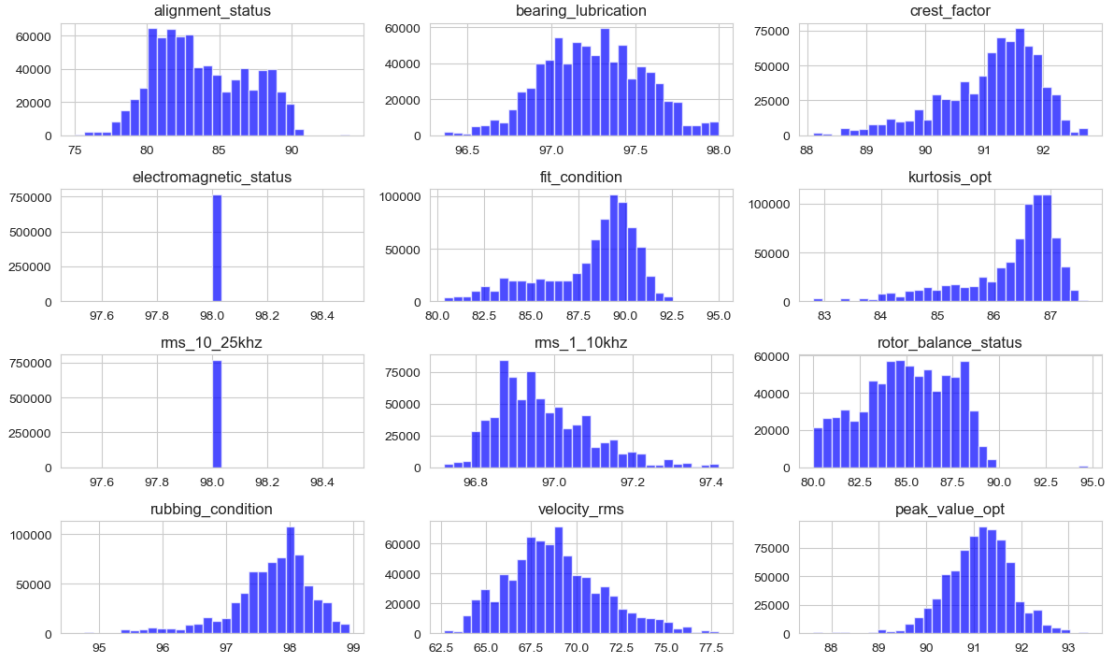 alignment_status bearing_lubrication crest_factor
60000 60000 75000
40000 40000 50000
20000 20000 25000
0 0 0
75 80 85 90 96.5 97.0 97.5 98.0 88 89 90 91 92
electromagnetic_status fit_condition kurtosis_opt
750000 100000 100000
500000 50000 50000
250000
0 0 0
97.6 97.8 98.0 98.2 98.4 80.0 82.5 85.0 87.5 90.0 92.5 95.0 83 84 85 86 87
rms_10_25khz rms_1_10khz rotor_balance_status
750000 75000 60000
500000 50000 40000
250000 25000 20000
0 0 0
97.6 97.8 98.0 98.2 98.4 96.8 97.0 97.2 97.4 80.0 82.5 85.0 87.5 90.0 92.5 95.0
rubbing_condition velocity_rms peak_value_opt
100000 60000 75000
50000 40000 50000
20000 25000
0 0 0
95 96 97 98 99 62.5 65.0 67.5 70.0 72.5 75.0 77.5 88 89 90 91 92 93